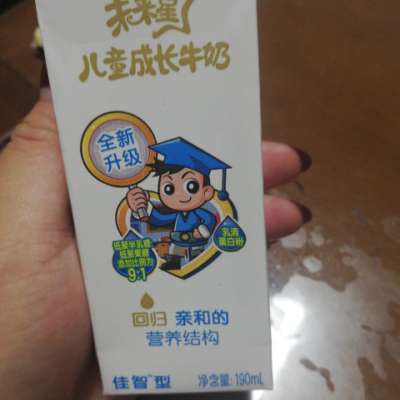 未来星
儿童成长牛奶
全新
升级
低聚半乳糖
低聚果糖
添加比例为
9:1
乳清
蛋白粉
回归 亲和的
营养结构
佳智™型 净含量:190mL